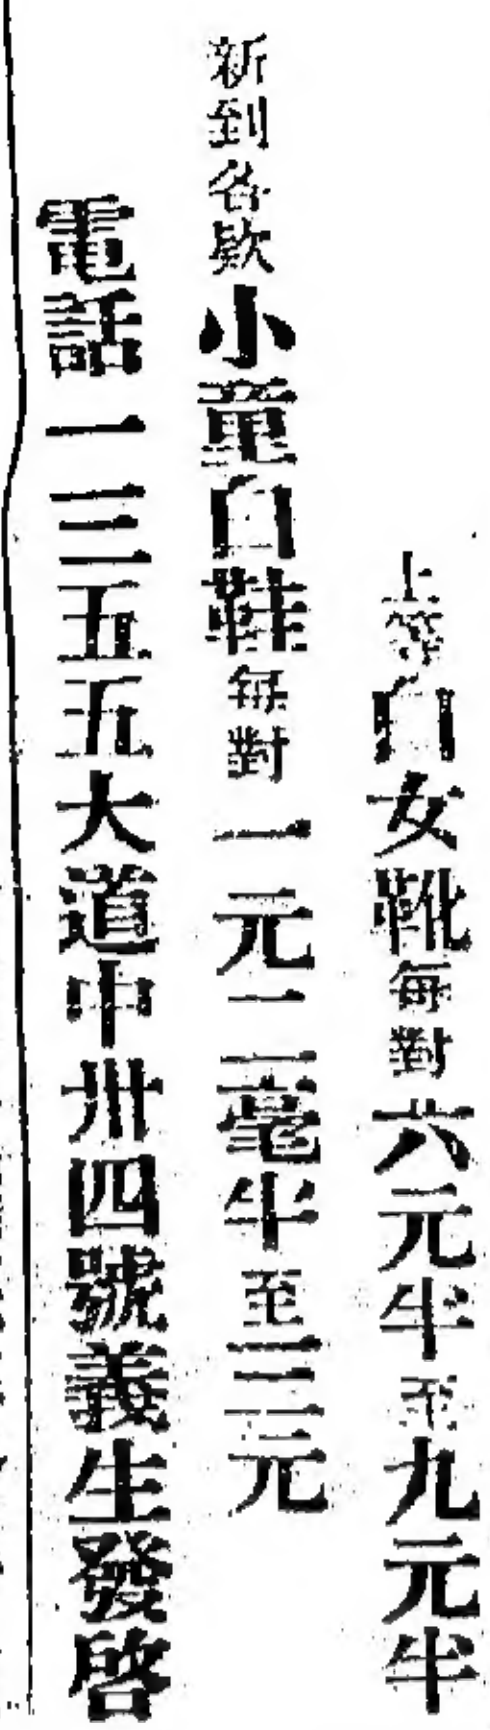 上等白女靴每對六元半至九元半
新到各欵小童白鞋每對一元二毫半至三元
電話一三五五大道中卅四號義生發啓